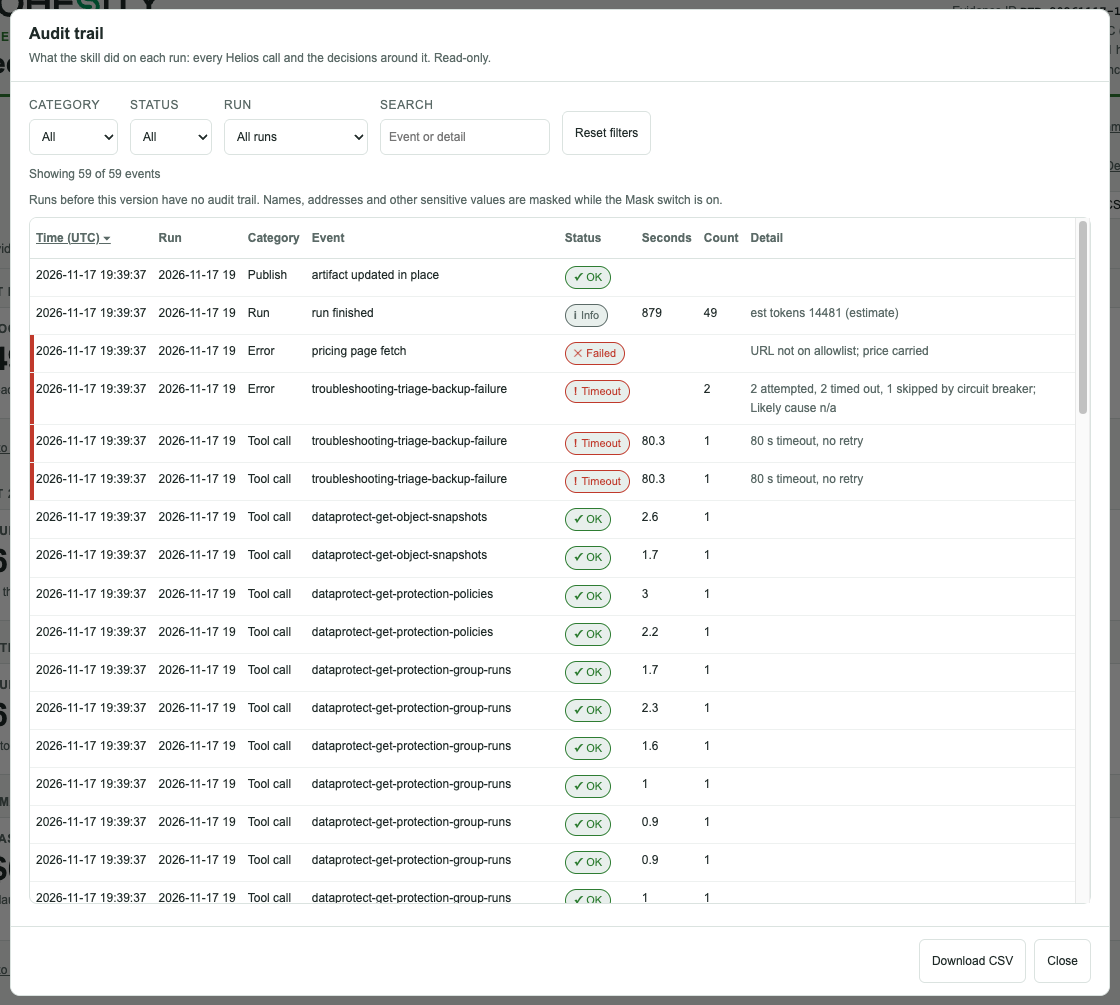 Audit trail
What the skill did on each run: every Helios call and the decisions around it. Read-only.
CATEGORY STATUS RUN SEARCH
All All All runs Event or detail Reset filters
Showing 59 of 59 events
Runs before this version have no audit trail. Names, addresses and other sensitive values are masked while the Mask switch is on.
Time (UTC) Run Category Event Status Seconds Count Detail
2026-11-17 19:39:37 2026-11-17 19 Publish artifact updated in place ✓ OK
2026-11-17 19:39:37 2026-11-17 19 Run run finished i Info 879 49 est tokens 14481 (estimate)
2026-11-17 19:39:37 2026-11-17 19 Error pricing page fetch ✕ Failed URL not on allowlist; price carried
2026-11-17 19:39:37 2026-11-17 19 Error troubleshooting-triage-backup-failure ! Timeout 2 2 attempted, 2 timed out, 1 skipped by circuit breaker;
Likely cause n/a
2026-11-17 19:39:37 2026-11-17 19 Tool call troubleshooting-triage-backup-failure ! Timeout 80.3 1 80 s timeout, no retry
2026-11-17 19:39:37 2026-11-17 19 Tool call troubleshooting-triage-backup-failure ! Timeout 80.3 1 80 s timeout, no retry
2026-11-17 19:39:37 2026-11-17 19 Tool call dataprotect-get-object-snapshots ✓ OK 2.6 1
2026-11-17 19:39:37 2026-11-17 19 Tool call dataprotect-get-object-snapshots ✓ OK 1.7 1
2026-11-17 19:39:37 2026-11-17 19 Tool call dataprotect-get-protection-policies ✓ OK 3 1
2026-11-17 19:39:37 2026-11-17 19 Tool call dataprotect-get-protection-policies ✓ OK 2.2 1
2026-11-17 19:39:37 2026-11-17 19 Tool call dataprotect-get-protection-group-runs ✓ OK 1.7 1
2026-11-17 19:39:37 2026-11-17 19 Tool call dataprotect-get-protection-group-runs ✓ OK 2.3 1
2026-11-17 19:39:37 2026-11-17 19 Tool call dataprotect-get-protection-group-runs ✓ OK 1.6 1
2026-11-17 19:39:37 2026-11-17 19 Tool call dataprotect-get-protection-group-runs ✓ OK 1 1
2026-11-17 19:39:37 2026-11-17 19 Tool call dataprotect-get-protection-group-runs ✓ OK 0.9 1
2026-11-17 19:39:37 2026-11-17 19 Tool call dataprotect-get-protection-group-runs ✓ OK 0.9 1
2026-11-17 19:39:37 2026-11-17 19 Tool call dataprotect-get-protection-group-runs ✓ OK 1 1
Download CSV Close